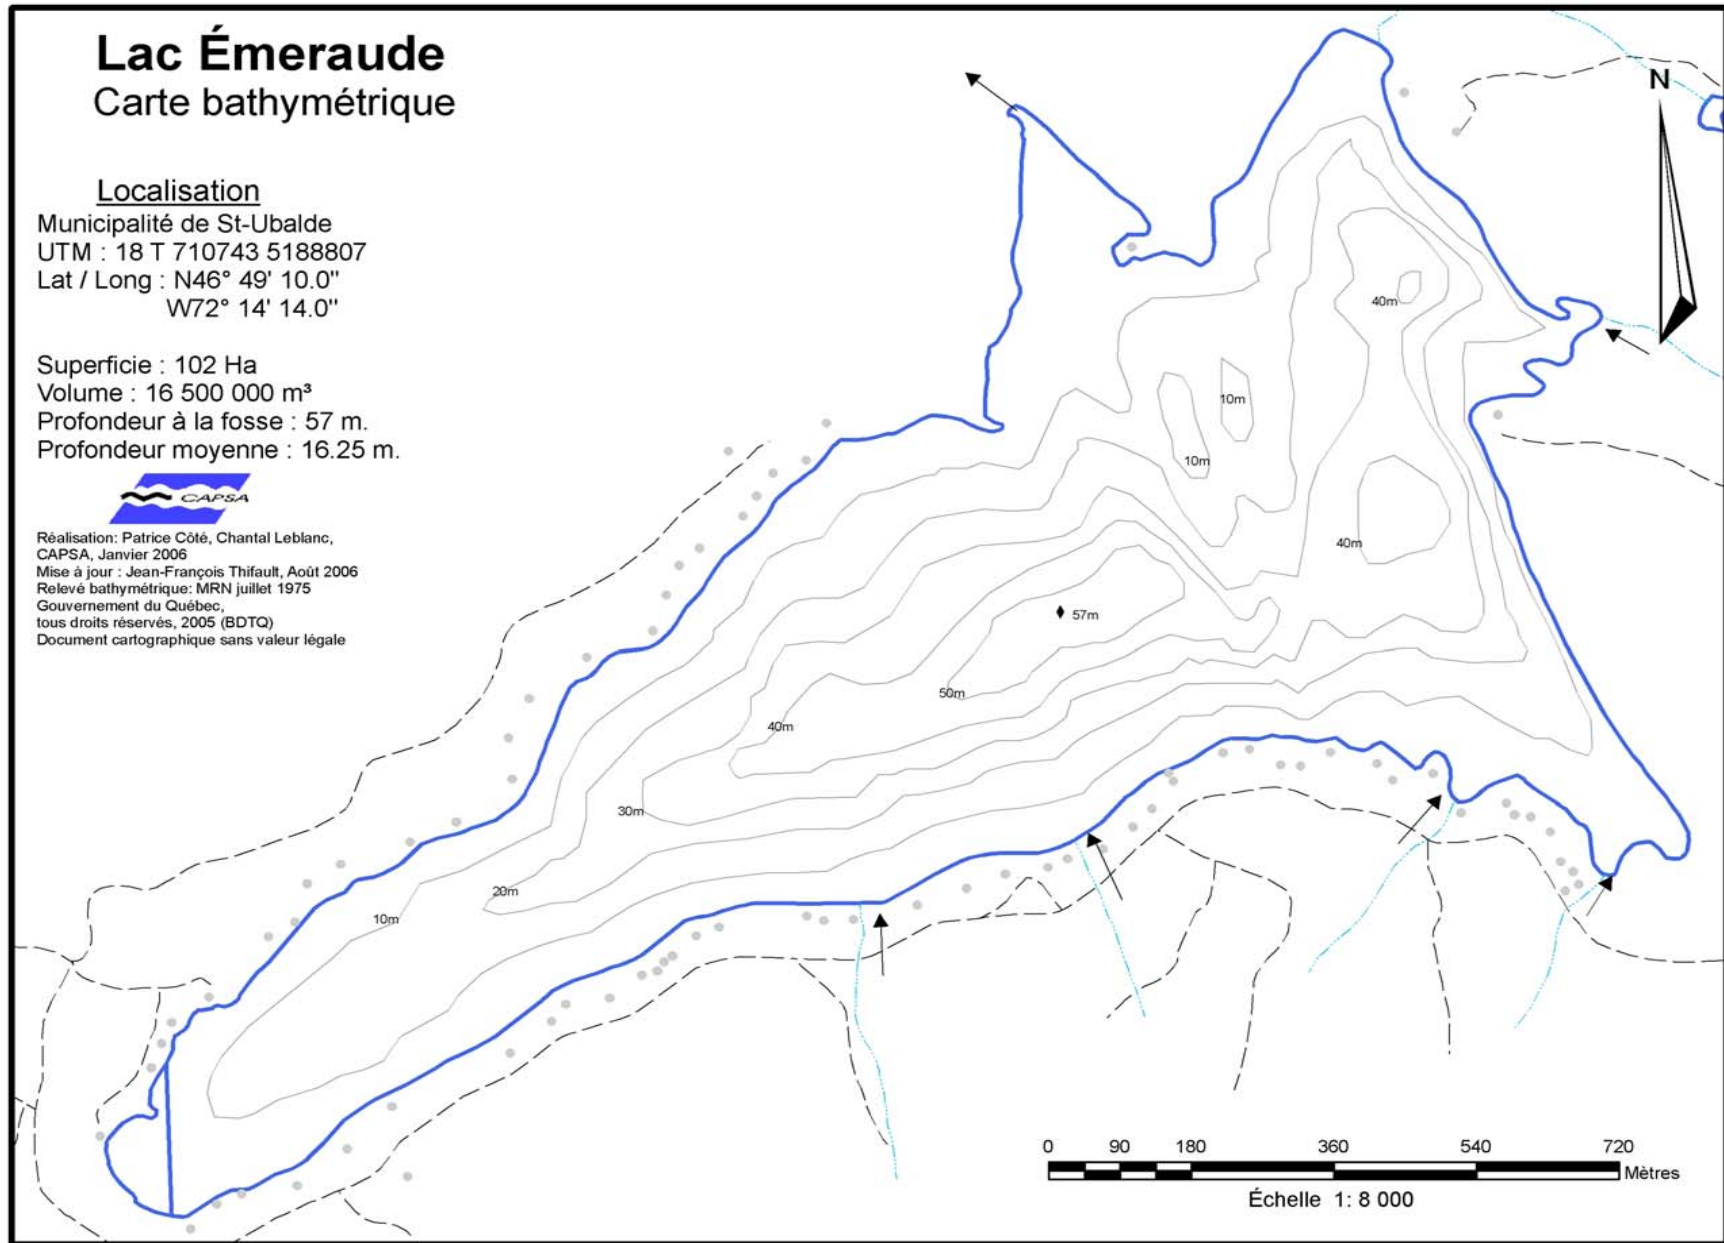 Lac Émeraude
Carte bathymétrique
Localisation
Municipalité de St-Ubalde
UTM : 18 T 710743 5188807
Lat / Long : N46° 49' 10.0"
W72° 14' 14.0"
Superficie : 102 Ha
Volume : 16 500 000 m³
Profondeur à la fosse : 57 m.
Profondeur moyenne : 16.25 m.
CAPSA
Réalisation: Patrice Côté, Chantal Leblanc,
CAPSA, Janvier 2006
Mise à jour : Jean-François Thifault, Août 2006
Relevé bathymétrique: MRN juillet 1975
Gouvernement du Québec,
tous droits réservés, 2005 (BDTQ)
Document cartographique sans valeur légale
N
40m
10m
10m
40m
57m
50m
40m
30m
20m
10m
0 90 180 360 540 720
Mètres
Échelle 1: 8 000